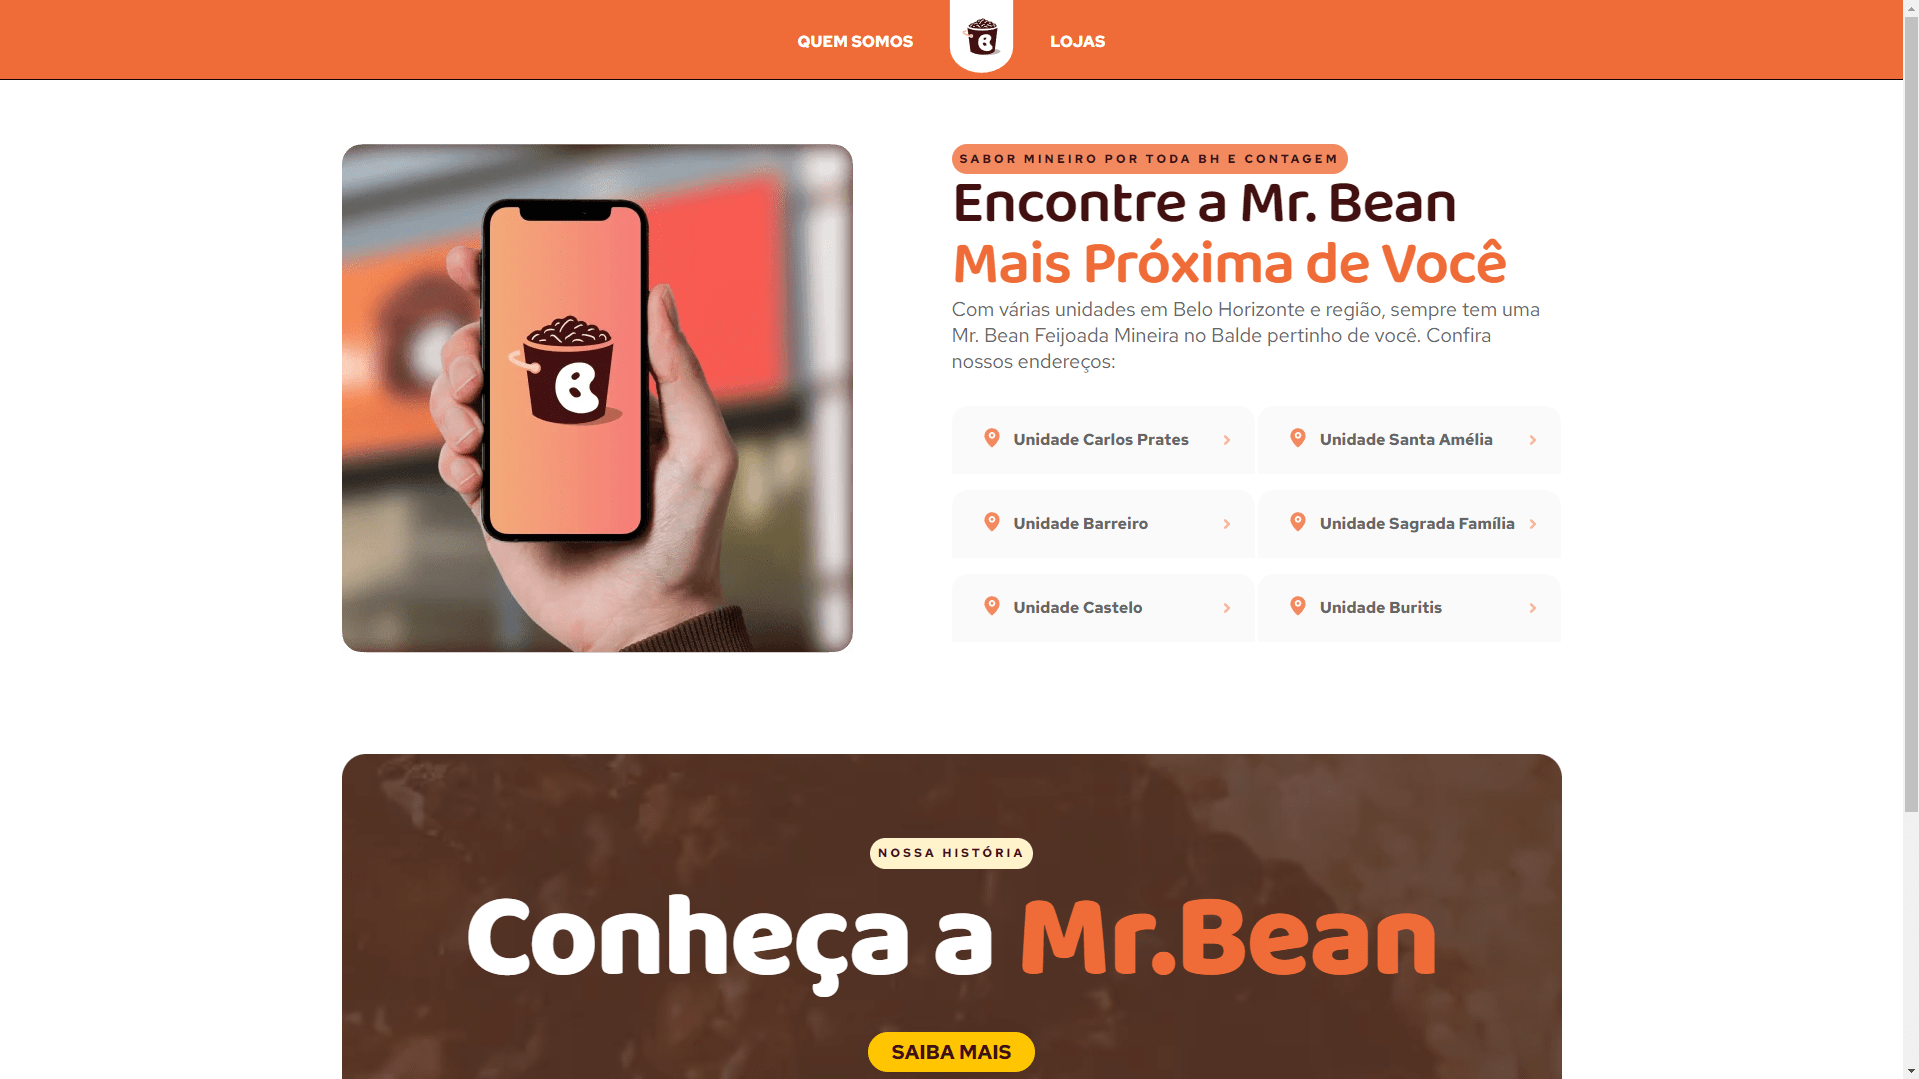 QUEM SOMOS
LOJAS
SABOR MINEIRO POR TODA BH E CONTAGEM
Encontre a Mr. Bean
Mais Próxima de Você
Com várias unidades em Belo Horizonte e região, sempre tem uma
Mr. Bean Feijoada Mineira no Balde pertinho de você. Confira
nossos endereços:
Unidade Carlos Prates
Unidade Santa Amélia
Unidade Barreiro
Unidade Sagrada Família
Unidade Castelo
Unidade Buritis
NOSSA HISTÓRIA
Conheça a Mr.Bean
SAIBA MAIS